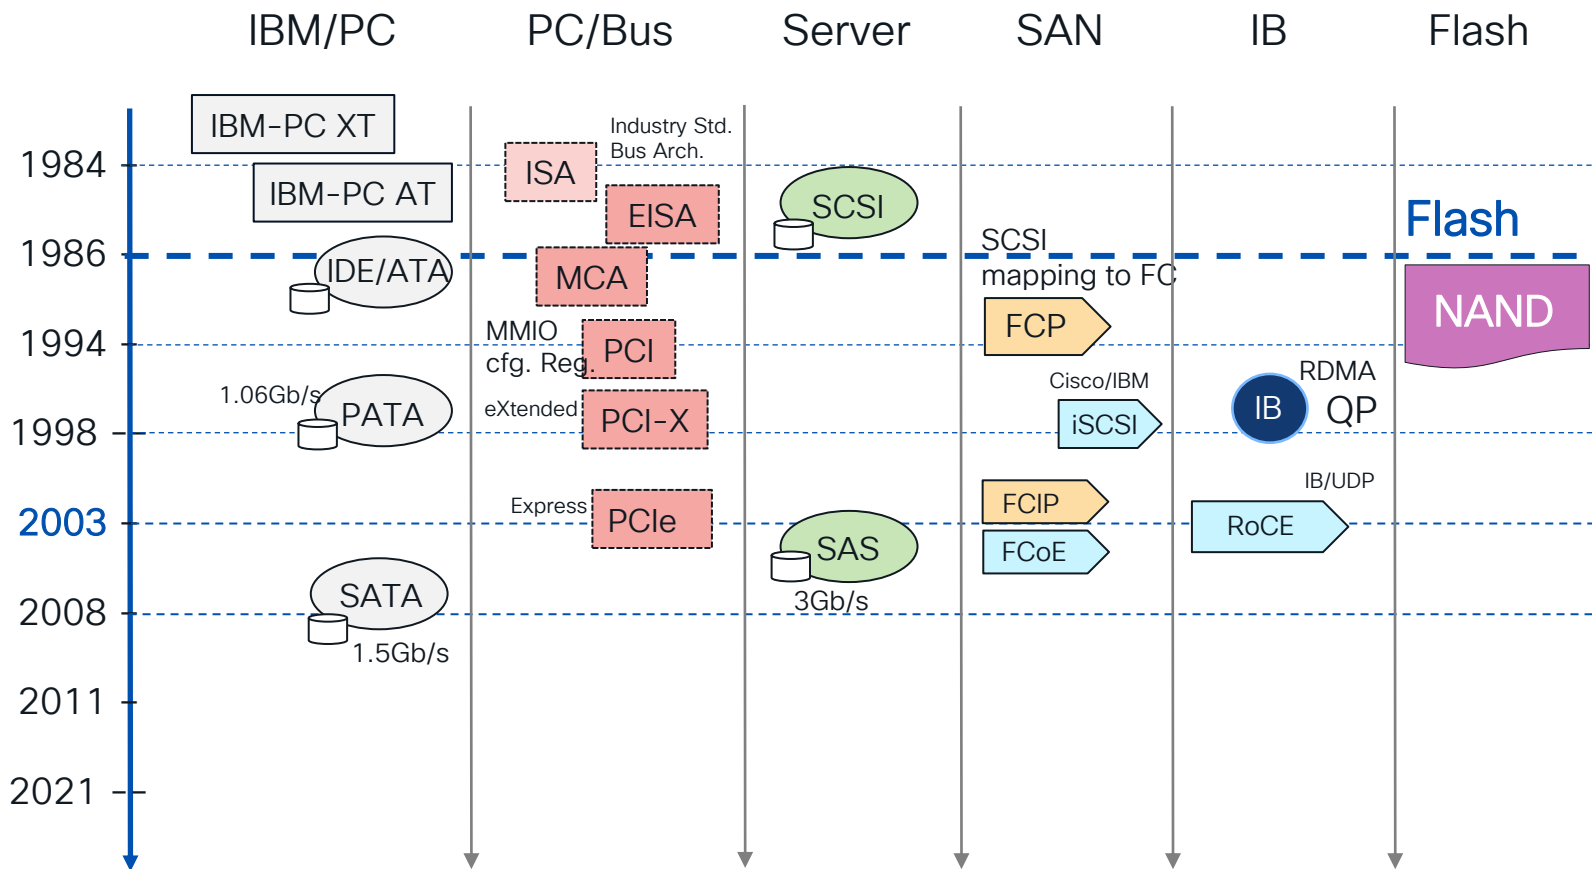 IBM/PC
PC/Bus
Server
SAN
IB
Flash
IBM-PC XT
Industry Std.
Bus Arch.
1984
ISA
IBM-PC AT
EISA
SCSI
Flash
SCSI
mapping to FC
1986
IDE/ATA
MCA
NAND
FCP
MMIO
cfg. Reg.
PCI
1994
1.06Gb/s
PATA
eXtended
PCI-X
Cisco/IBM
iSCSI
RDMA
IB
QP
1998
Express
PCIe
FCIP
IB/UDP
RoCE
2003
SAS
FCoE
3Gb/s
SATA
2008
1.5Gb/s
2011
2021